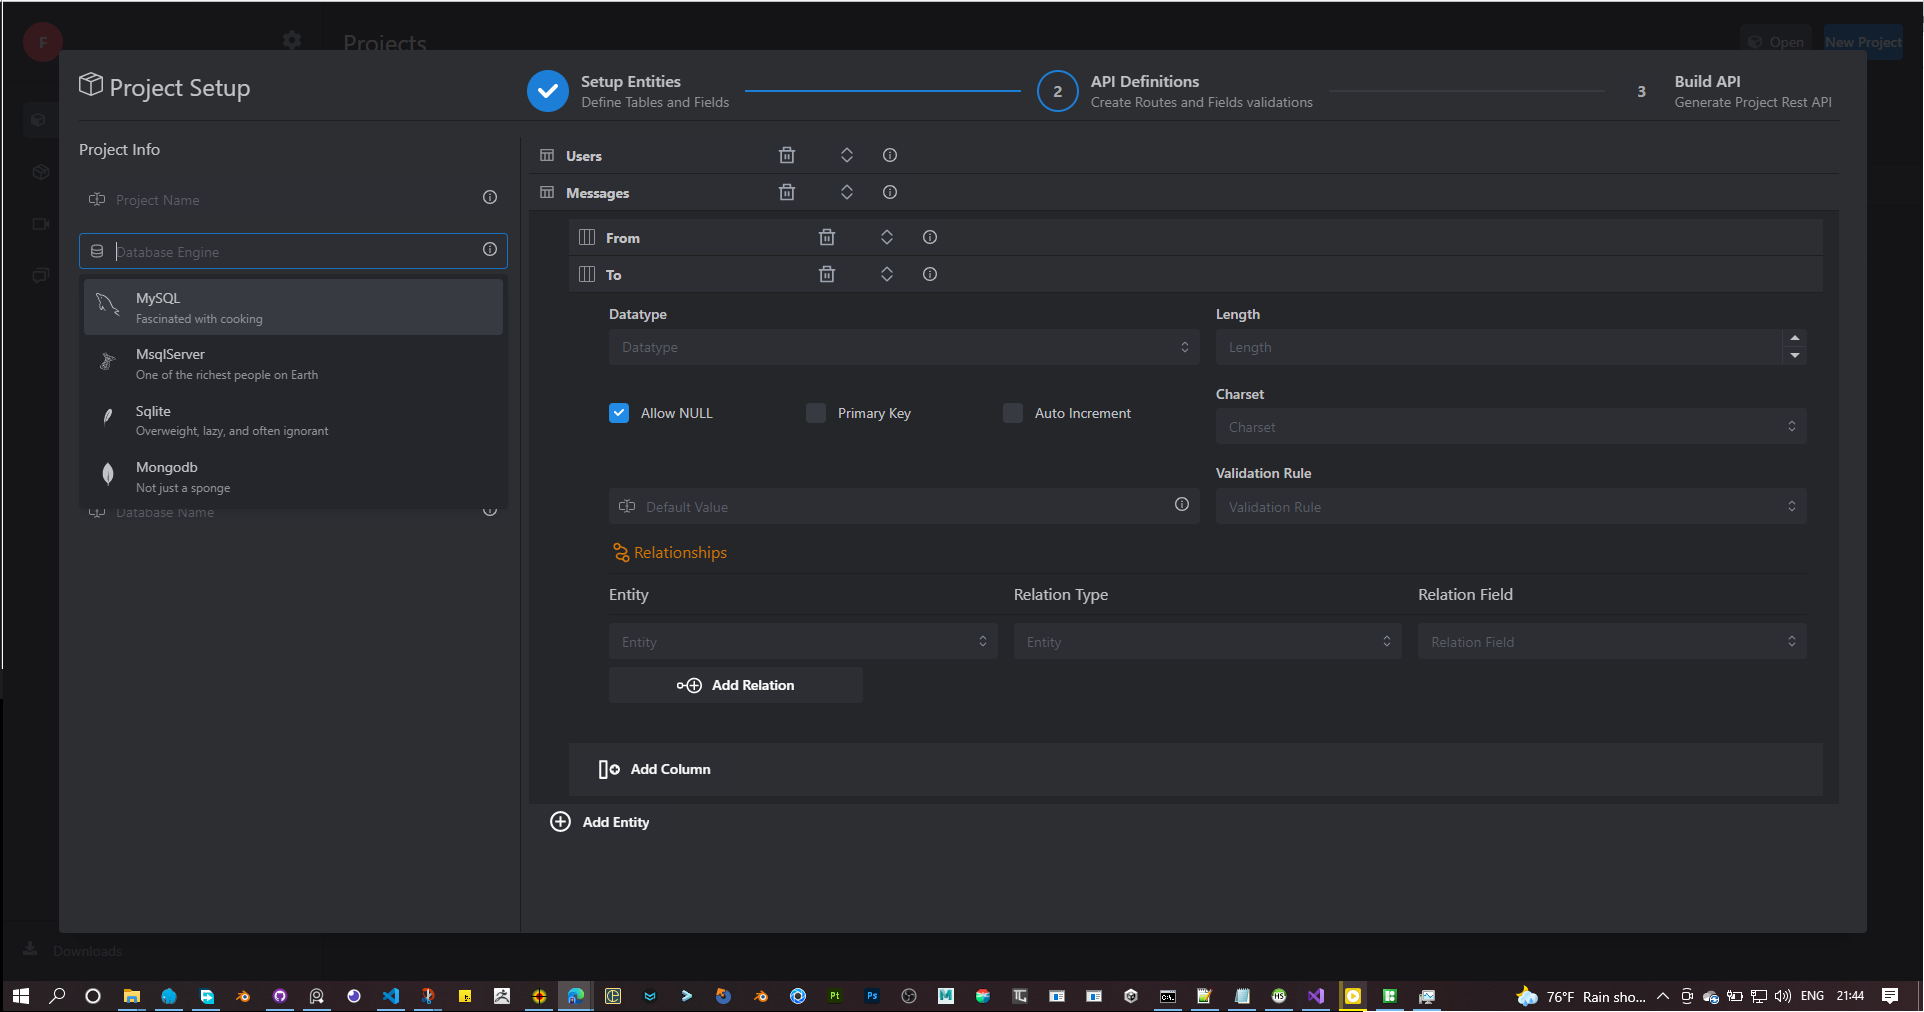 F
Projects
Open
New Project
Project Setup
Setup Entities
Define Tables and Fields
2
API Definitions
Create Routes and Fields validations
3
Build API
Generate Project Rest API
Project Info
Project Name
Database Engine
MySQL
Fascinated with cooking
MsqlServer
One of the richest people on Earth
Sqlite
Overweight, lazy, and often ignorant
Mongodb
Not just a sponge
Database Name
Users
Messages
From
To
Datatype
Length
Datatype
Length
Allow NULL
Primary Key
Auto Increment
Charset
Charset
Validation Rule
Default Value
Validation Rule
Relationships
Entity
Relation Type
Relation Field
Entity
Entity
Relation Field
Add Relation
Add Column
Add Entity
Downloads
Pt
Ps
M
HS
76°F Rain sho...
ENG
21:44